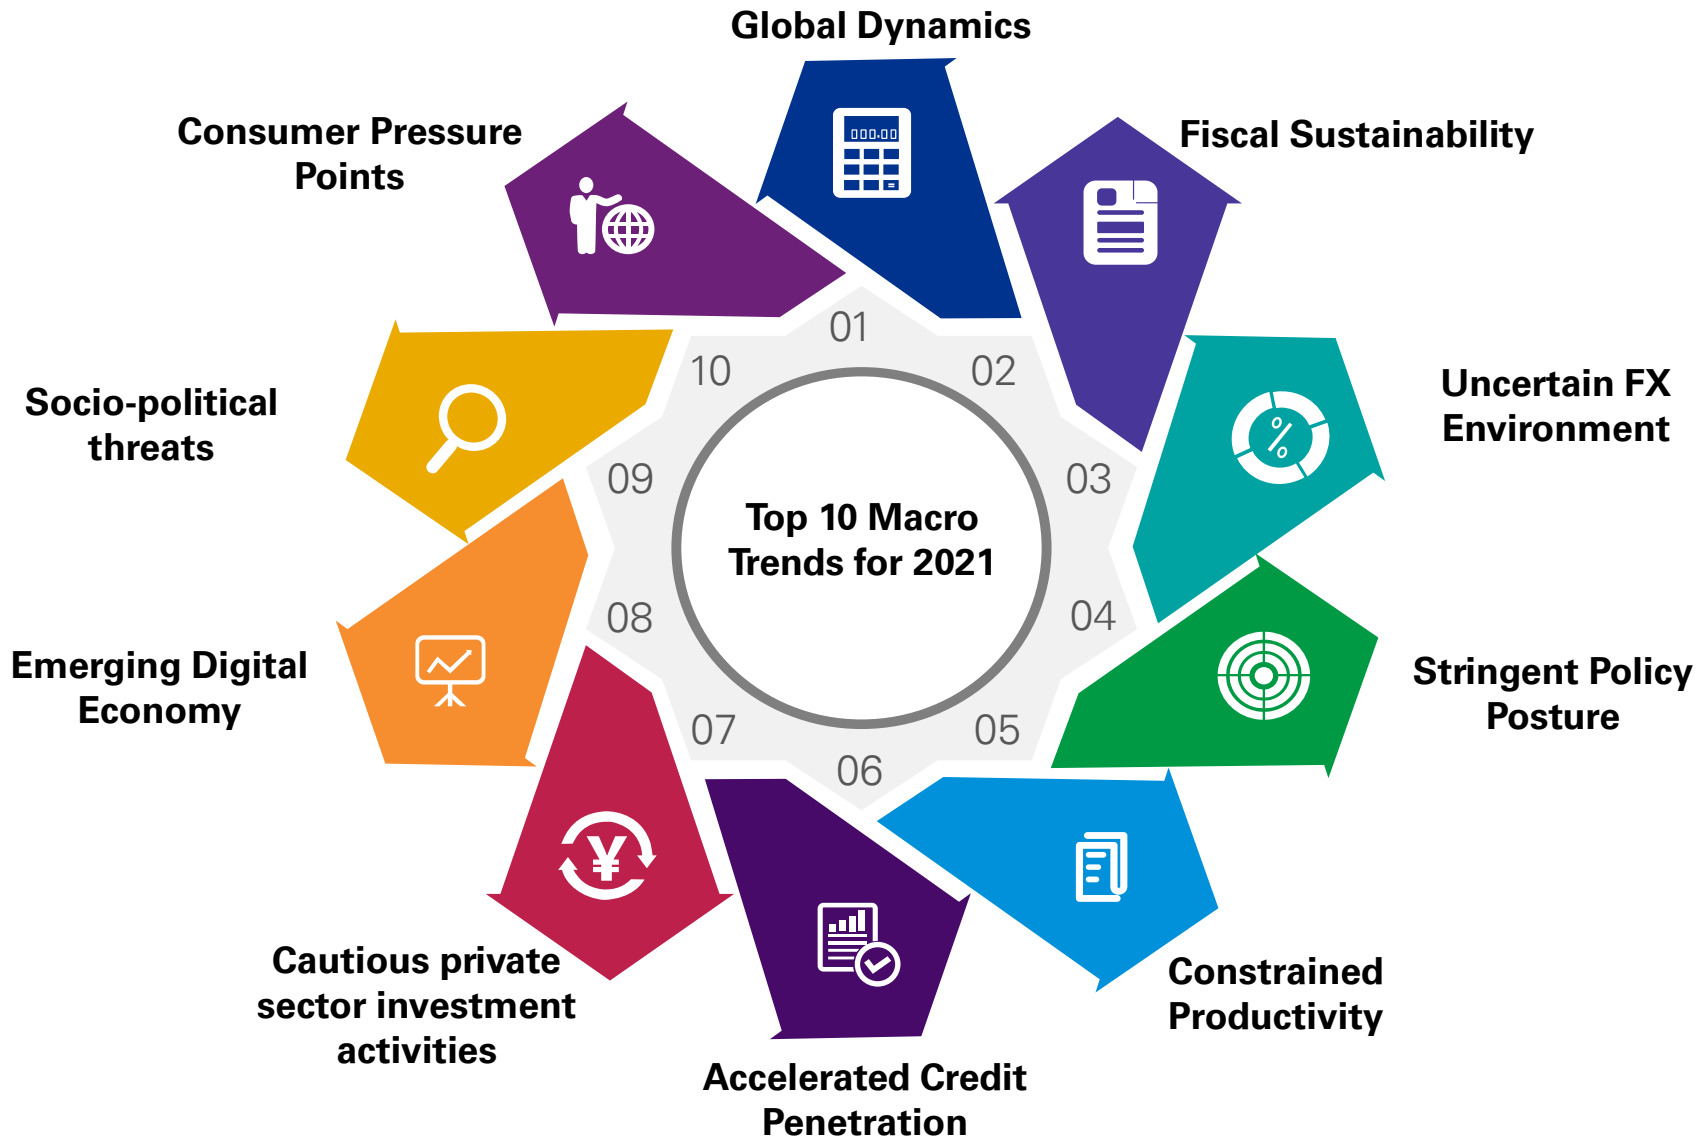 Global Dynamics
Fiscal Sustainability
Uncertain FX
Environment
Stringent Policy
Posture
Constrained
Productivity
Accelerated Credit
Penetration
Cautious private
sector investment
activities
Emerging Digital
Economy
Socio-political
threats
Consumer Pressure
Points
01
02
03
04
05
06
07
08
09
10
Top 10 Macro
Trends for 2021
000.00
=
%
¥